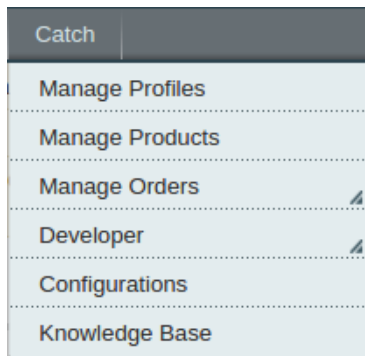 Catch
Manage Profiles
Manage Products
Manage Orders
Developer
Configurations
Knowledge Base